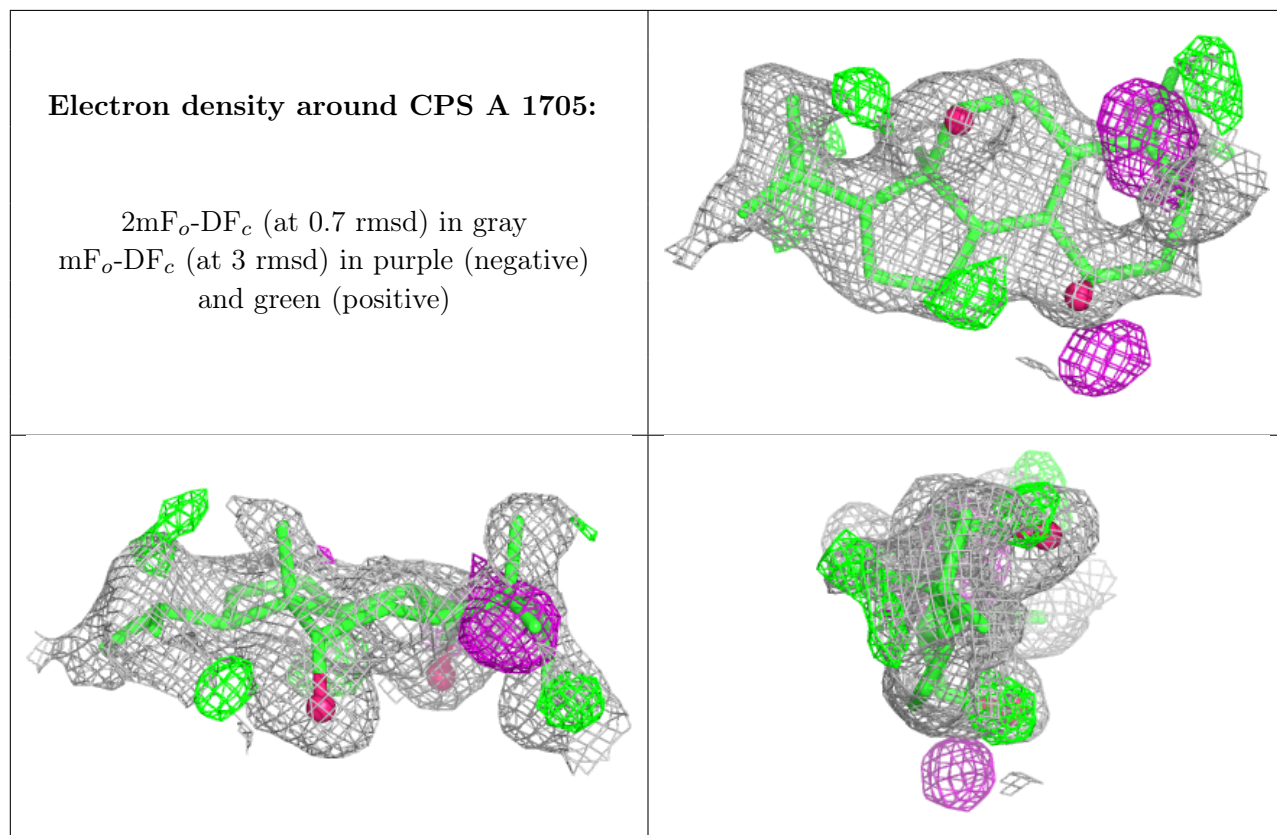 Electron density around CPS A 1705:
2mFₒ-DF𝒸 (at 0.7 rmsd) in gray
mFₒ-DF𝒸 (at 3 rmsd) in purple (negative)
and green (positive)